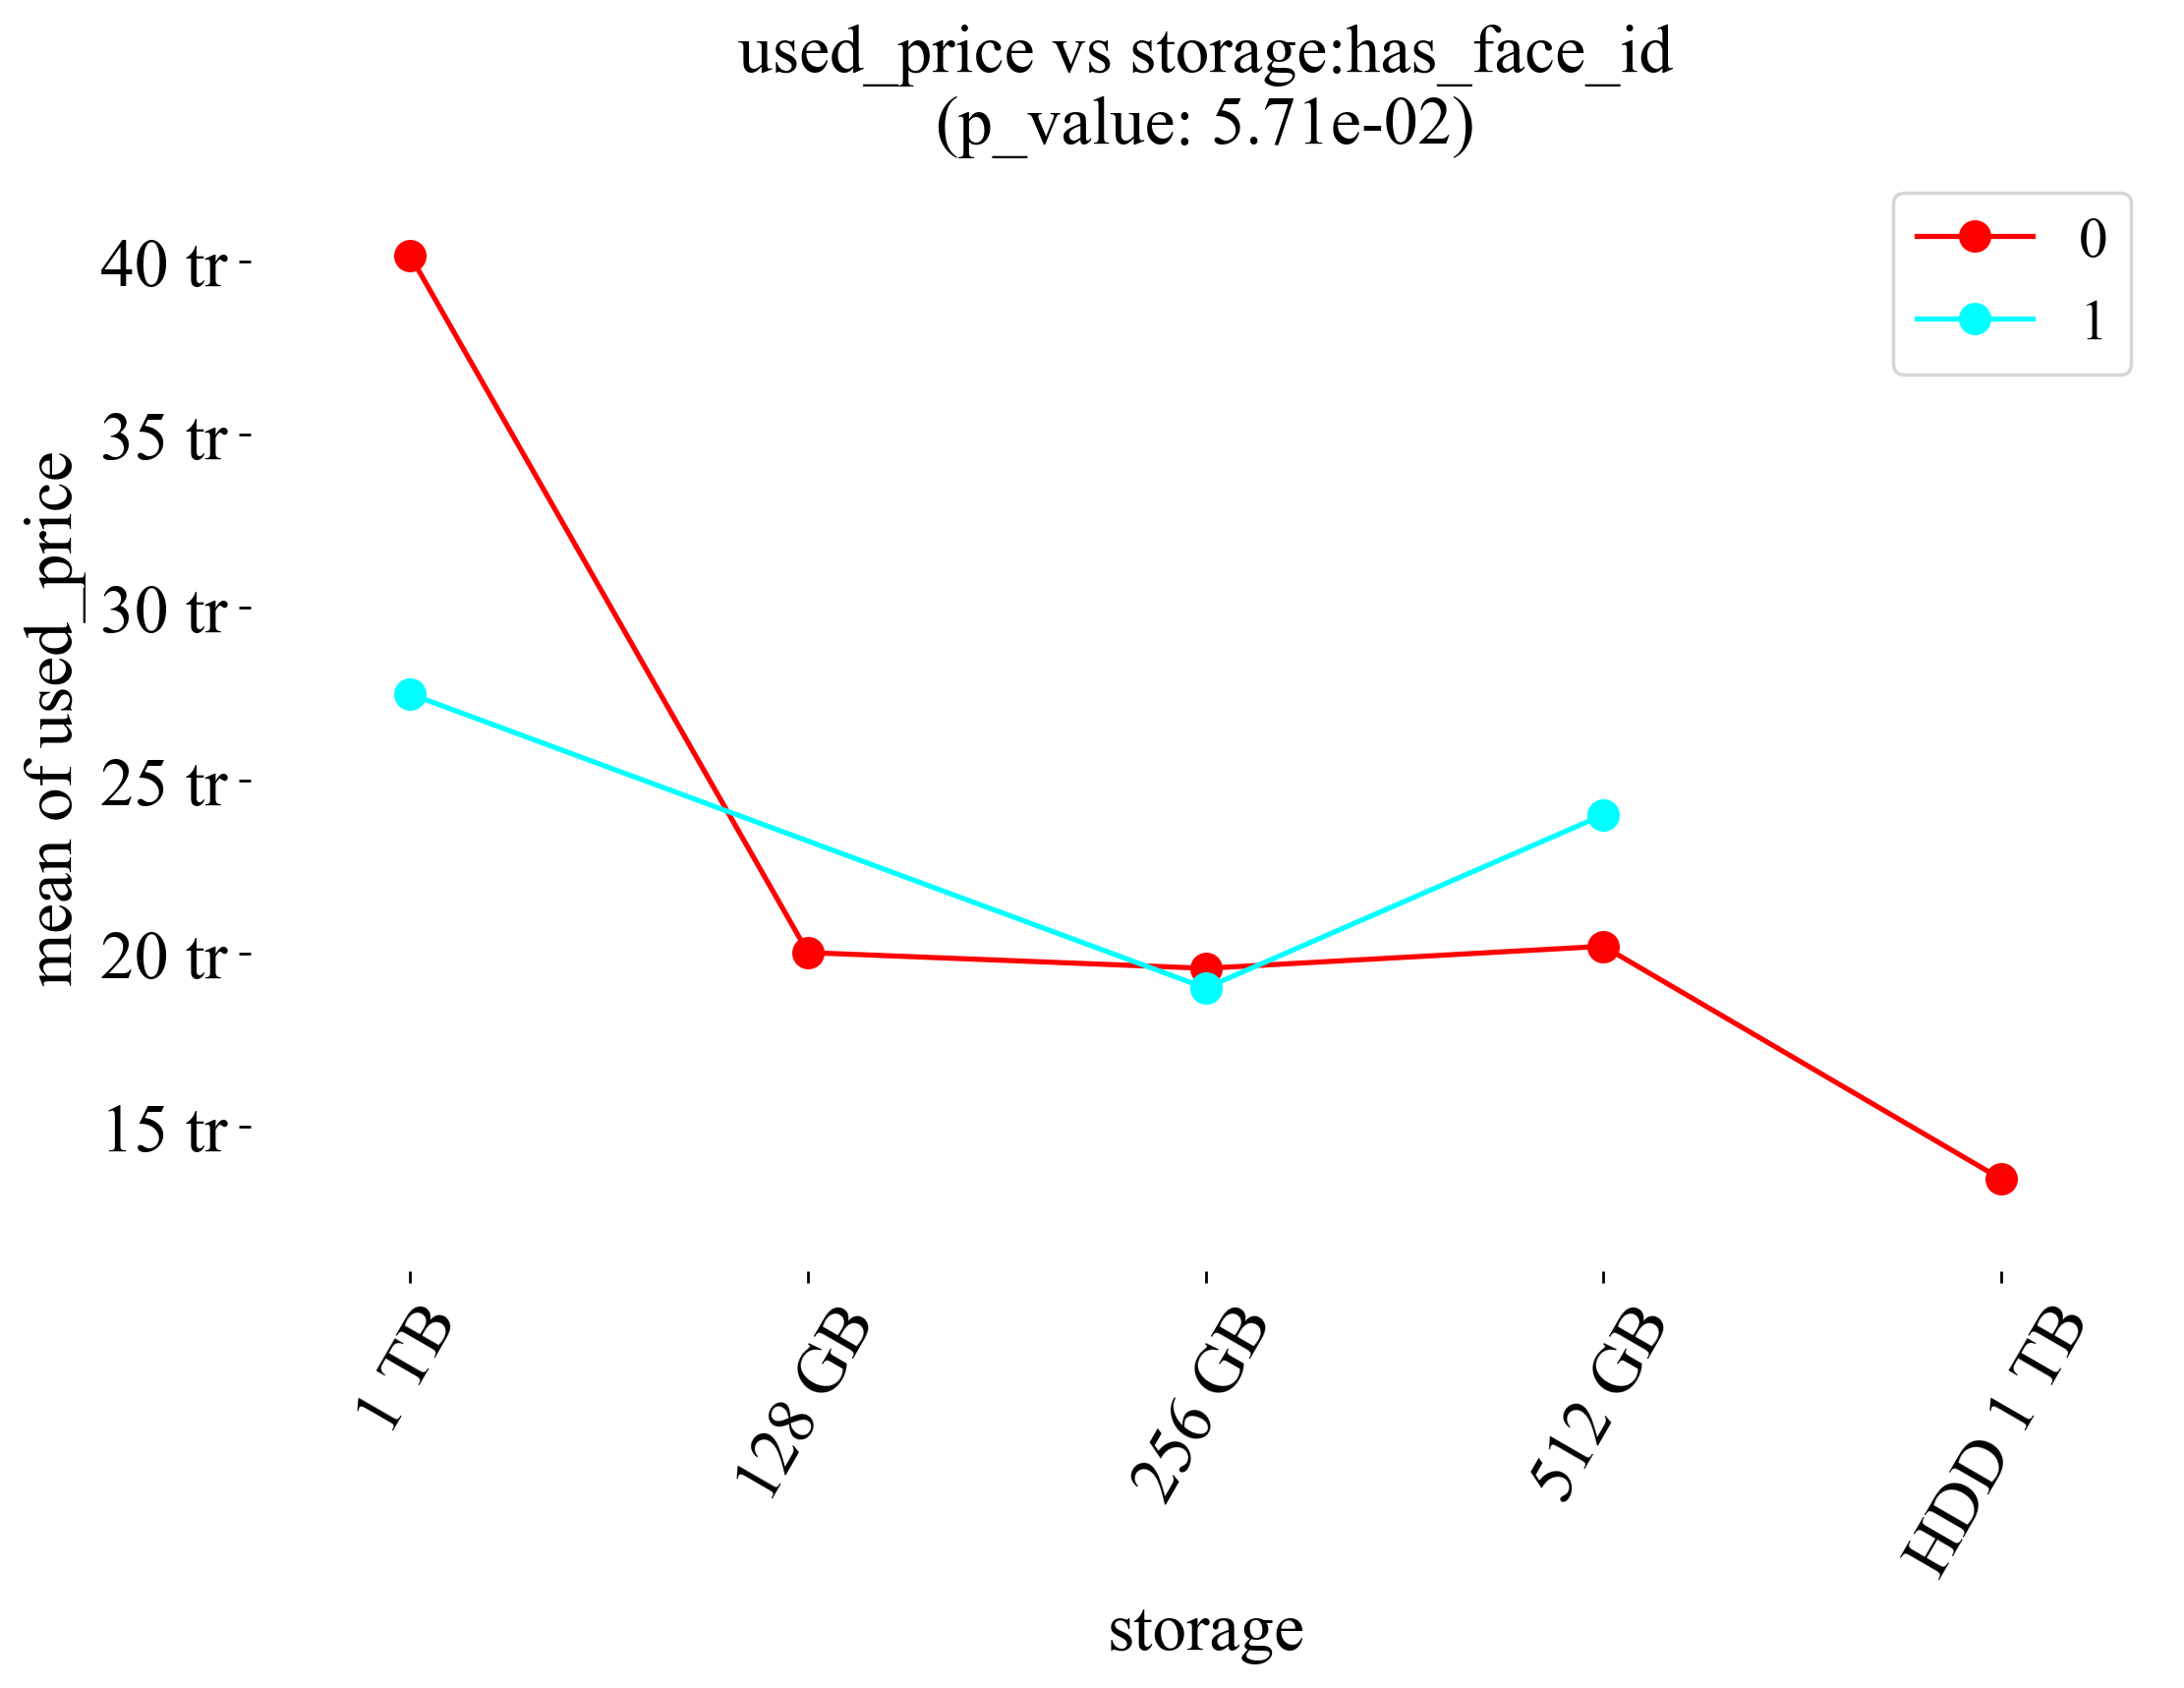 used_price vs storage:has_face_id
(p_value: 5.71e-02)
0
1
40 tr
35 tr
30 tr
25 tr
20 tr
15 tr
mean of used_price
1 TB
128 GB
256 GB
512 GB
HDD 1 TB
storage